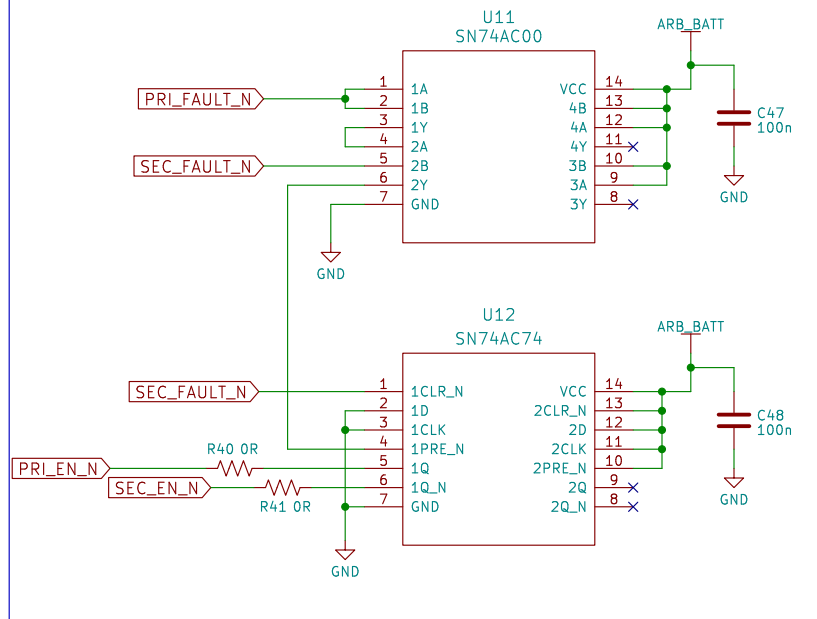 U11
SN74AC00
ARB_BATT
PRI_FAULT_N
SEC_FAULT_N
1 1A
2 1B
3 1Y
4 2A
5 2B
6 2Y
7 GND
VCC 14
4B 13
4A 12
4Y 11
3B 10
3A 9
3Y 8
C47
100n
GND
GND
U12
SN74AC74
ARB_BATT
SEC_FAULT_N
R40 0R
PRI_EN_N
SEC_EN_N
R41 0R
1 1CLR_N
2 1D
3 1CLK
4 1PRE_N
5 1Q
6 1Q_N
7 GND
VCC 14
2CLR_N 13
2D 12
2CLK 11
2PRE_N 10
2Q 9
2Q_N 8
C48
100n
GND
GND